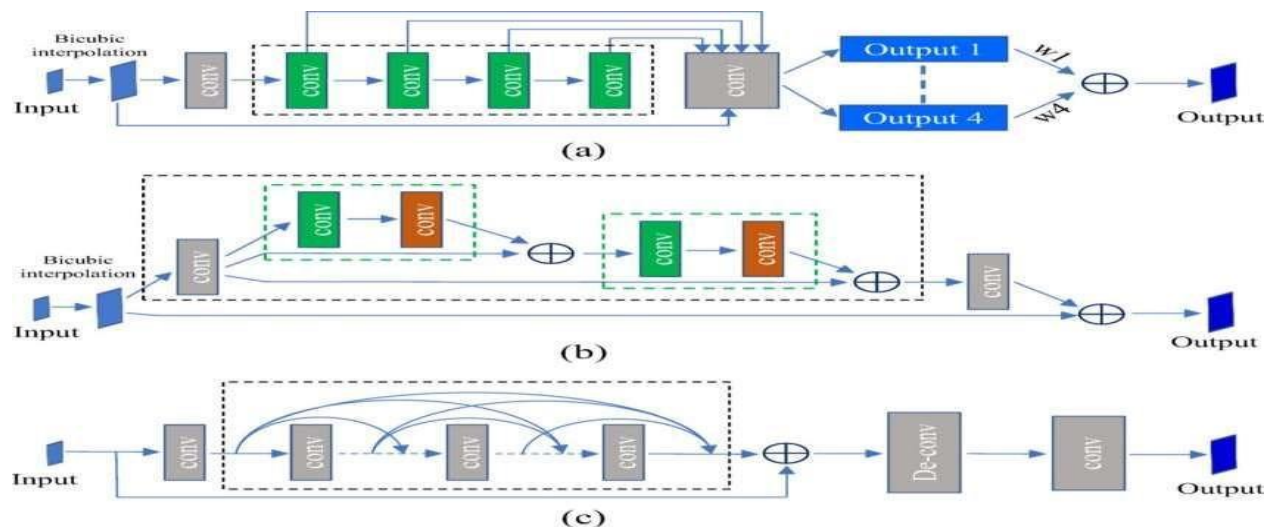 Bicubic
interpolation
Input
conv
conv
conv
conv
conv
conv
Output 1
Output 4
w1
w4
Output
(a)
Bicubic
interpolation
Input
conv
conv
conv
conv
conv
conv
Output
(b)
Input
conv
conv
conv
conv
De-conv
conv
Output
(c)